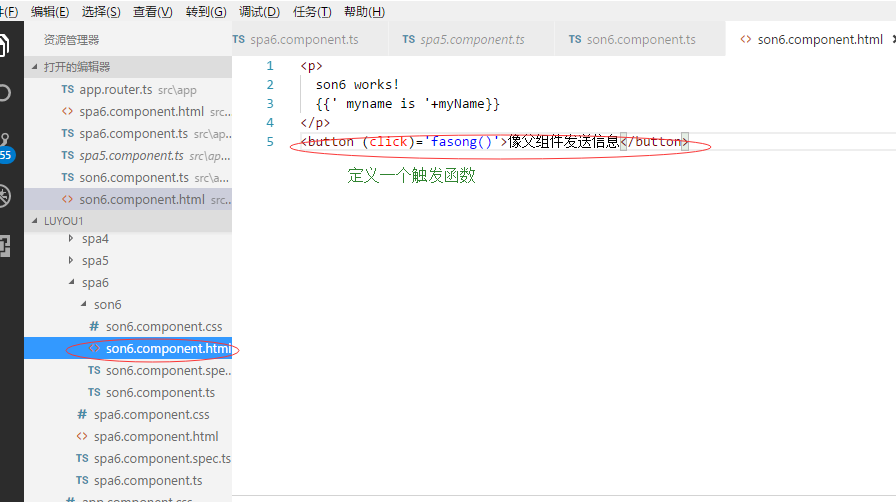 件(F) 编辑(E) 选择(S) 查看(V) 转到(G) 调试(D) 任务(T) 帮助(H)
资源管理器
TS spa6.component.ts TS spa5.component.ts TS son6.component.ts <> son6.component.html
打开的编辑器
TS app.router.ts src\app
<> spa6.component.html src...
TS spa6.component.ts src\ap...
TS spa5.component.ts src\ap...
TS son6.component.ts src\a...
<> son6.component.html src...
55
LUYOU1
spa4
spa5
spa6
son6
# son6.component.css
<> son6.component.html
TS son6.component.spe...
TS son6.component.ts
# spa6.component.css
<> spa6.component.html
TS spa6.component.spec.ts
TS spa6.component.ts
# app.component.css
1 <p>
2 son6 works!
3 {{' myname is '+myName}}
4 </p>
5 <button (click)='fasong()'>像父组件发送信息</button>
定义一个触发函数